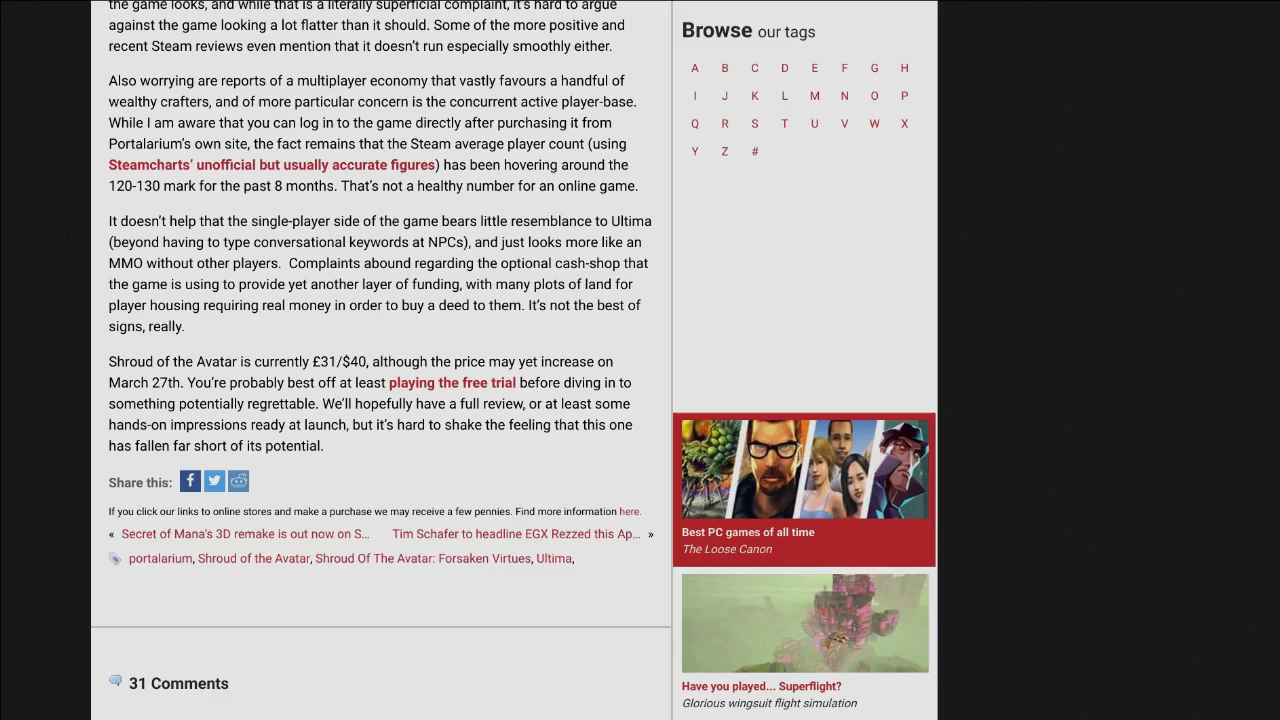 the game looks, and while that is a literally superficial complaint, it's hard to argue
against the game looking a lot flatter than it should. Some of the more positive and
recent Steam reviews even mention that it doesn't run especially smoothly either.
Also worrying are reports of a multiplayer economy that vastly favours a handful of
wealthy crafters, and of more particular concern is the concurrent active player-base.
While I am aware that you can log in to the game directly after purchasing it from
Portalarium's own site, the fact remains that the Steam average player count (using
Steamcharts' unofficial but usually accurate figures) has been hovering around the
120-130 mark for the past 8 months. That's not a healthy number for an online game.
It doesn't help that the single-player side of the game bears little resemblance to Ultima
(beyond having to type conversational keywords at NPCs), and just looks more like an
MMO without other players.  Complaints abound regarding the optional cash-shop that
the game is using to provide yet another layer of funding, with many plots of land for
player housing requiring real money in order to buy a deed to them. It's not the best of
signs, really.
Shroud of the Avatar is currently £31/$40, although the price may yet increase on
March 27th. You're probably best off at least playing the free trial before diving in to
something potentially regrettable. We'll hopefully have a full review, or at least some
hands-on impressions ready at launch, but it's hard to shake the feeling that this one
has fallen far short of its potential.
Share this:
If you click our links to online stores and make a purchase we may receive a few pennies. Find more information here.
« Secret of Mana's 3D remake is out now on S... Tim Schafer to headline EGX Rezzed this Ap... »
portalarium, Shroud of the Avatar, Shroud Of The Avatar: Forsaken Virtues, Ultima,
31 Comments
Browse our tags
A B C D E F G H
I J K L M N O P
Q R S T U V W X
Y Z #
Best PC games of all time
The Loose Canon
Have you played... Superflight?
Glorious wingsuit flight simulation